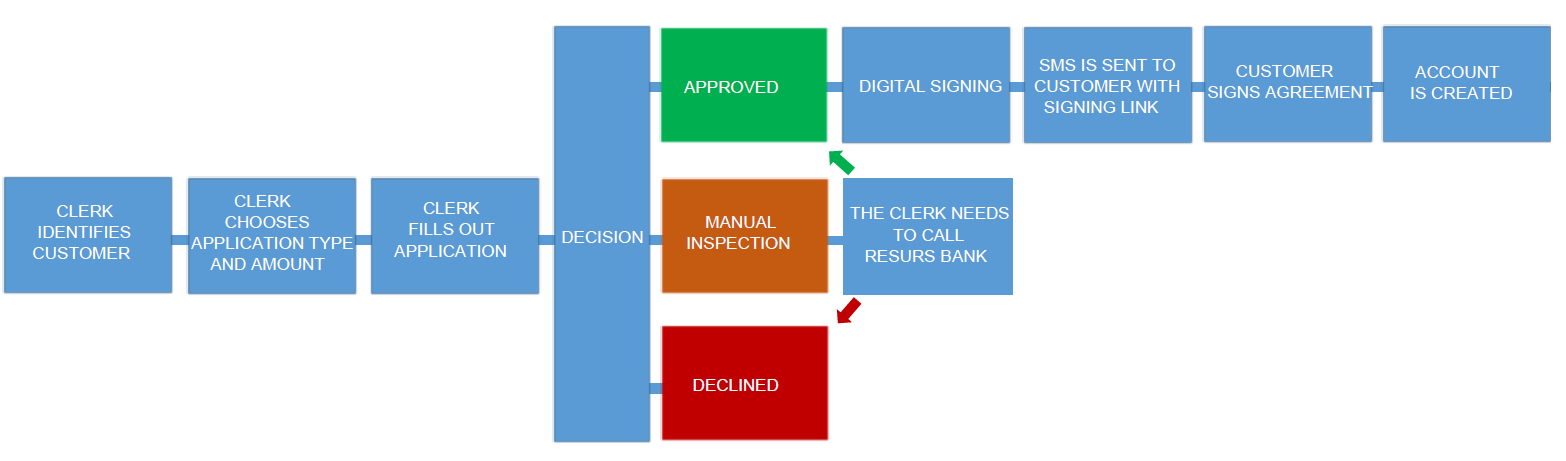 CLERK
IDENTIFIES
CUSTOMER
CLERK
CHOOSES
APPLICATION TYPE
AND AMOUNT
CLERK
FILLS OUT
APPLICATION
DECISION
APPROVED
DIGITAL SIGNING
SMS IS SENT TO
CUSTOMER WITH
SIGNING LINK
CUSTOMER
SIGNS AGREEMENT
ACCOUNT
IS CREATED
MANUAL
INSPECTION
THE CLERK NEEDS
TO CALL
RESURS BANK
DECLINED